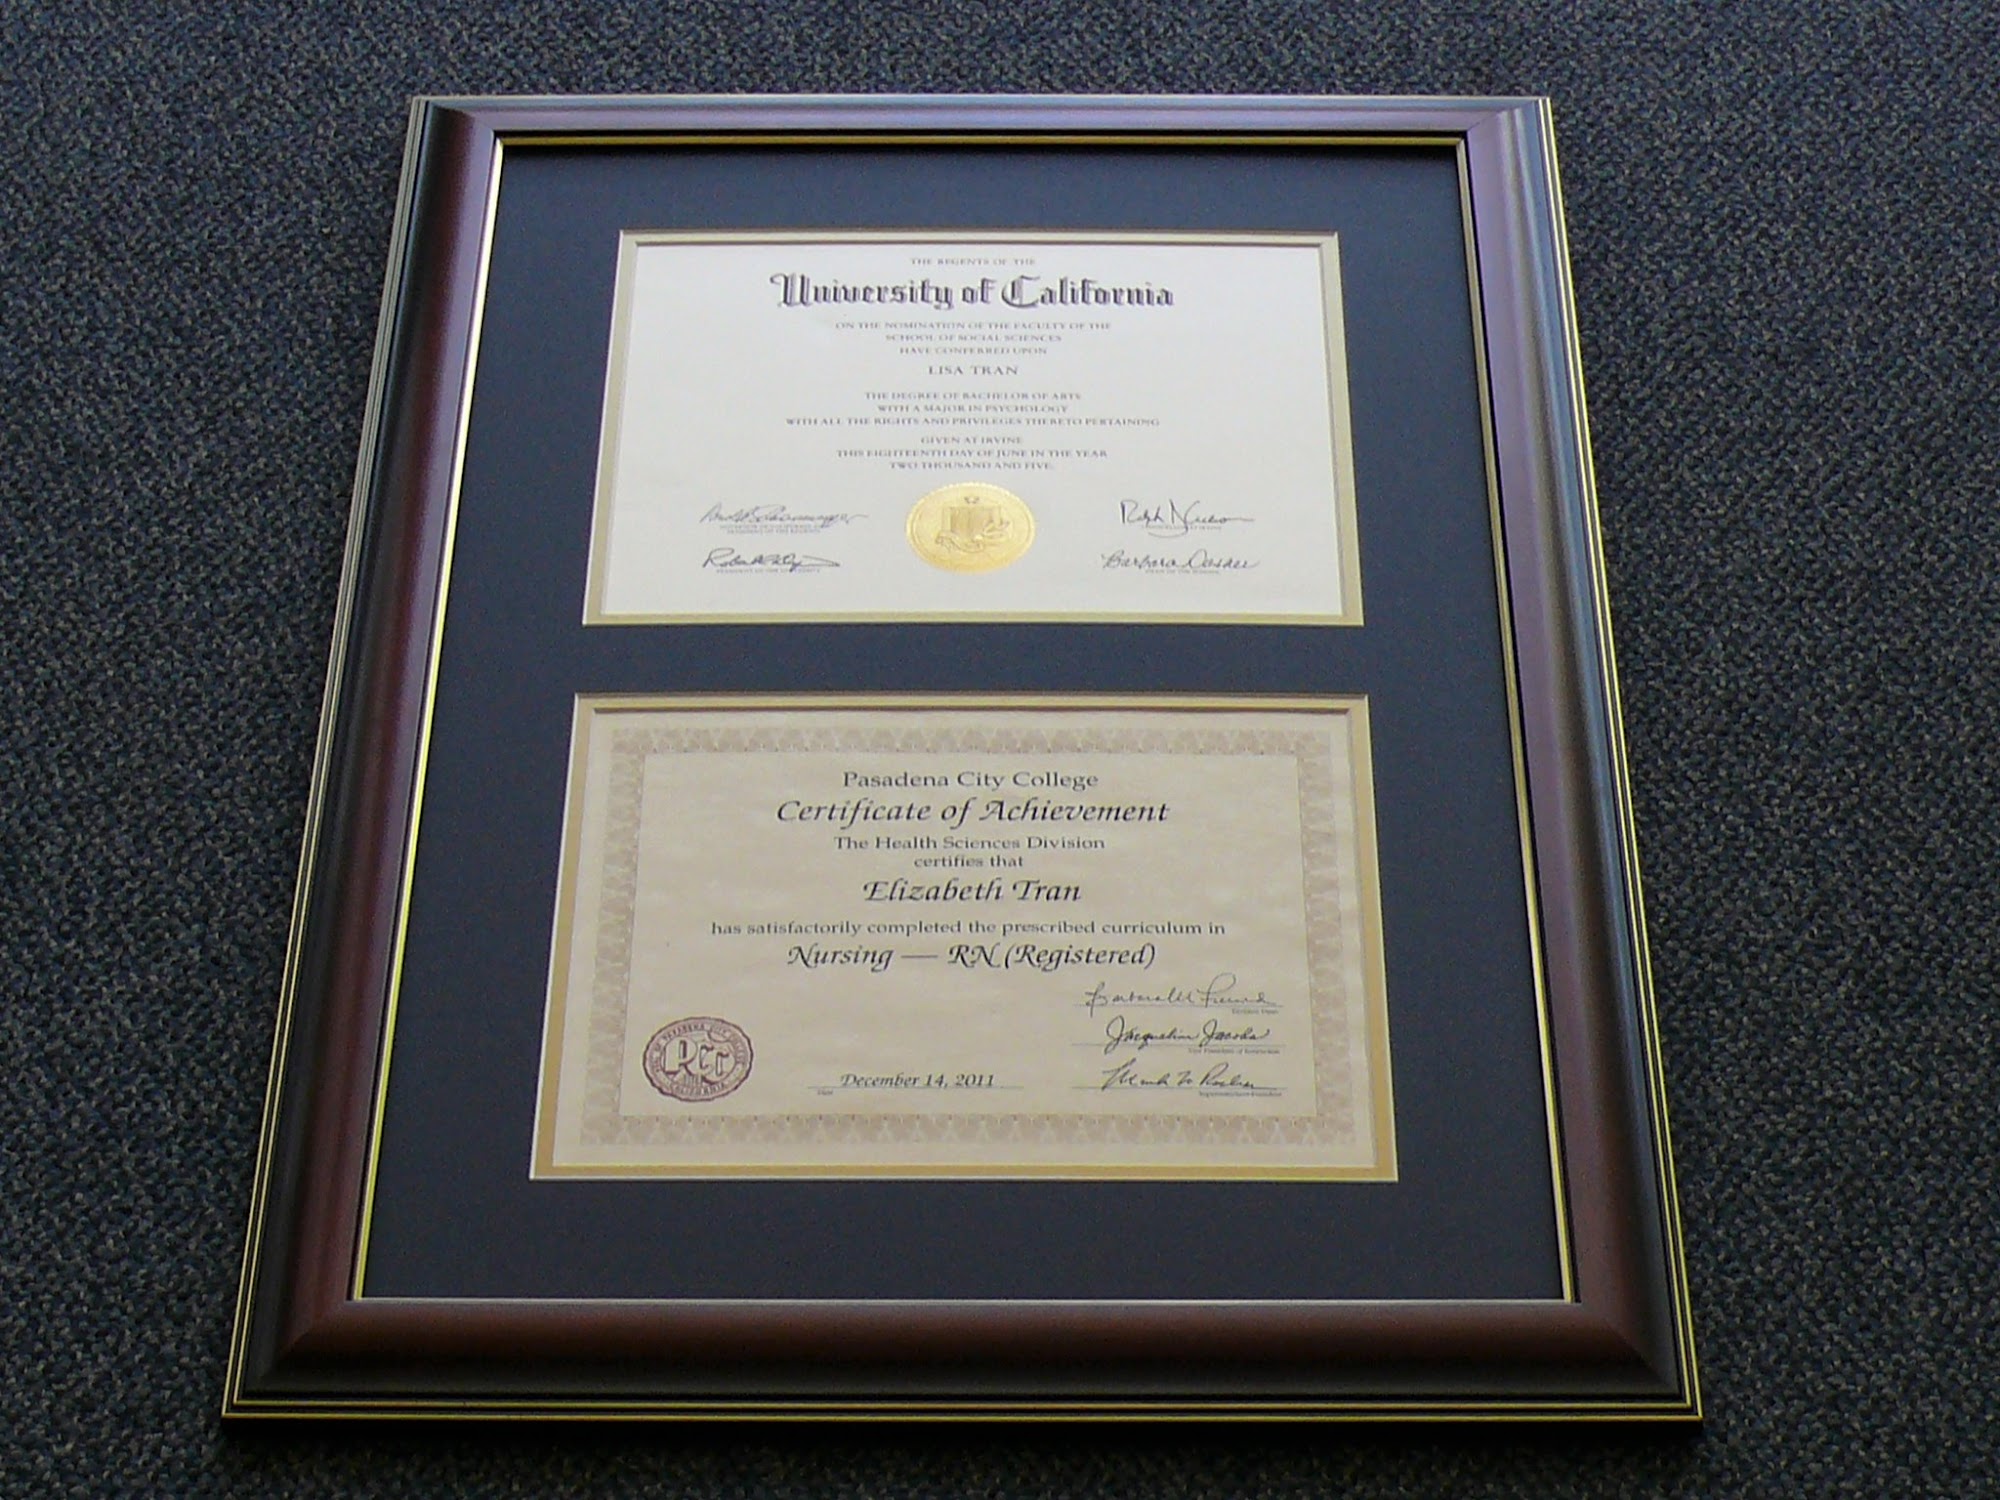 THE REGENTS OF THE
University of California
ON THE NOMINATION OF THE FACULTY OF THE
SCHOOL OF SOCIAL SCIENCES
HAVE CONFERRED UPON
LISA TRAN
THE DEGREE OF BACHELOR OF ARTS
WITH A MAJOR IN PSYCHOLOGY
WITH ALL THE RIGHTS AND PRIVILEGES THERETO PERTAINING
GIVEN AT IRVINE
THIS EIGHTEENTH DAY OF JUNE IN THE YEAR
TWO THOUSAND AND FIVE.
Pasadena City College
Certificate of Achievement
The Health Sciences Division
certifies that
Elizabeth Tran
has satisfactorily completed the prescribed curriculum in
Nursing — RN (Registered)
Jacqueline Jacobs
PCC
December 14, 2011